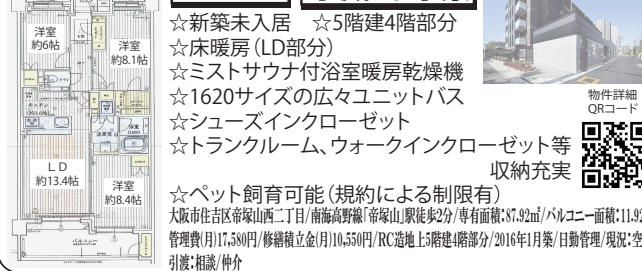 ☆新築未入居 ☆5階建4階部分
☆床暖房(LD部分)
☆ミストサウナ付浴室暖房乾燥機
☆1620サイズの広々ユニットバス
☆シューズインクローゼット
☆トランクルーム、ウォークインクローゼット等
収納充実
☆ペット飼育可能(規約による制限有)
物件詳細
QRコード
洋室
約6帖
洋室
約8.1帖
キッチン
LD
約13.4帖
洋室
約8.4帖
バルコニー
大阪市住吉区帝塚山西二丁目/南海高野線「帝塚山」駅徒歩2分/専有面積:87.92㎡/バルコニー面積:11.92
管理費(月)17,580円/修繕積立金(月)10,550円/RC造地上5階建4階部分/2016年1月築/日勤管理/現況:空
引渡:相談/仲介